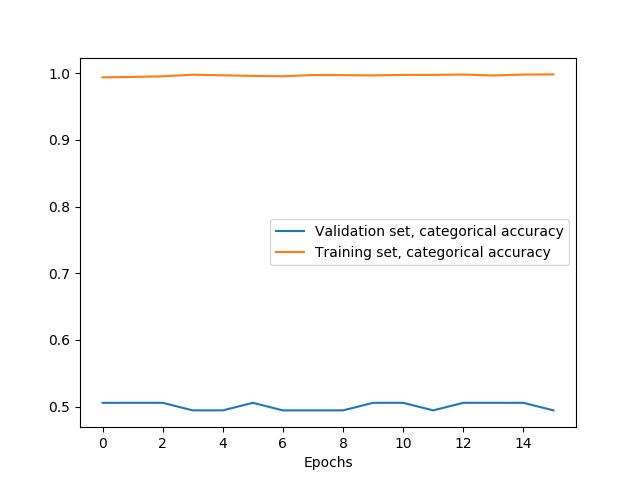 1.0
0.9
0.8
0.7
0.6
0.5
Validation set, categorical accuracy
Training set, categorical accuracy
0 2 4 6 8 10 12 14
Epochs